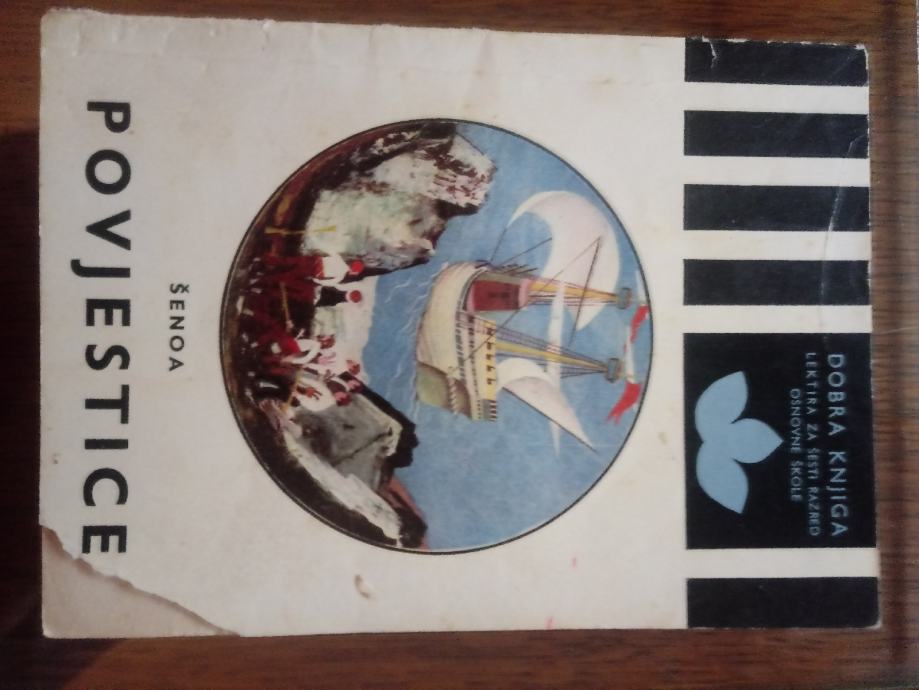 DOBRA KNJIGA
LEKTIRA ZA ŠESTI RAZRED
OSNOVNE ŠKOLE
ŠENOA
POVJESTICE